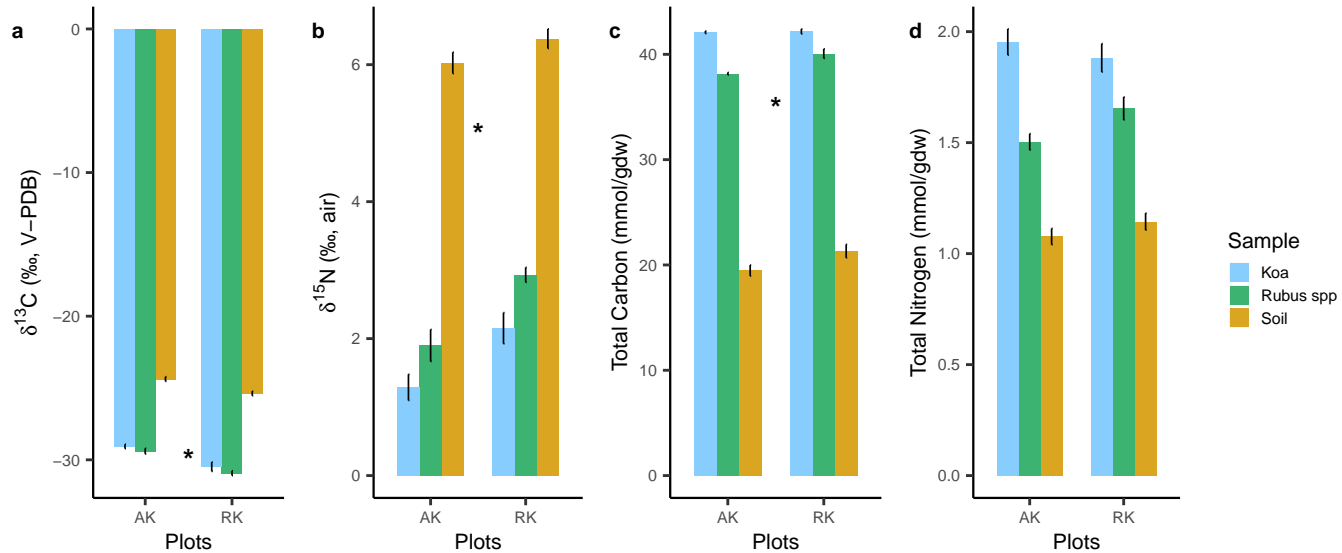 a
δ13C (‰, V−PDB)
0
−10
−20
−30
*
AK
RK
Plots
b
δ15N (‰, air)
6
4
2
0
*
AK
RK
Plots
c
Total Carbon (mmol/gdw)
40
30
20
10
0
*
AK
RK
Plots
d
Total Nitrogen (mmol/gdw)
2.0
1.5
1.0
0.5
0.0
AK
RK
Plots
Sample
Koa
Rubus spp
Soil